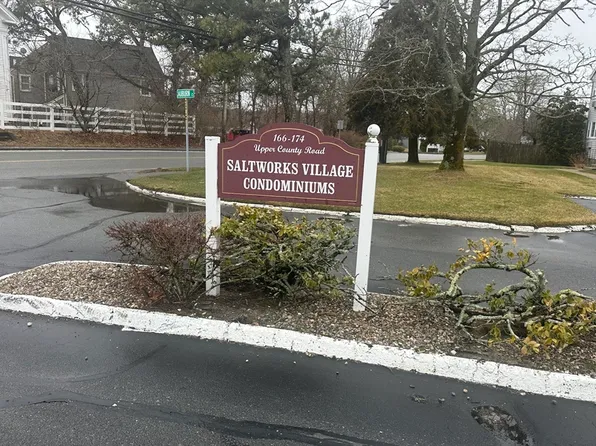 166-174
Upper County Road
SALTWORKS VILLAGE
CONDOMINIUMS